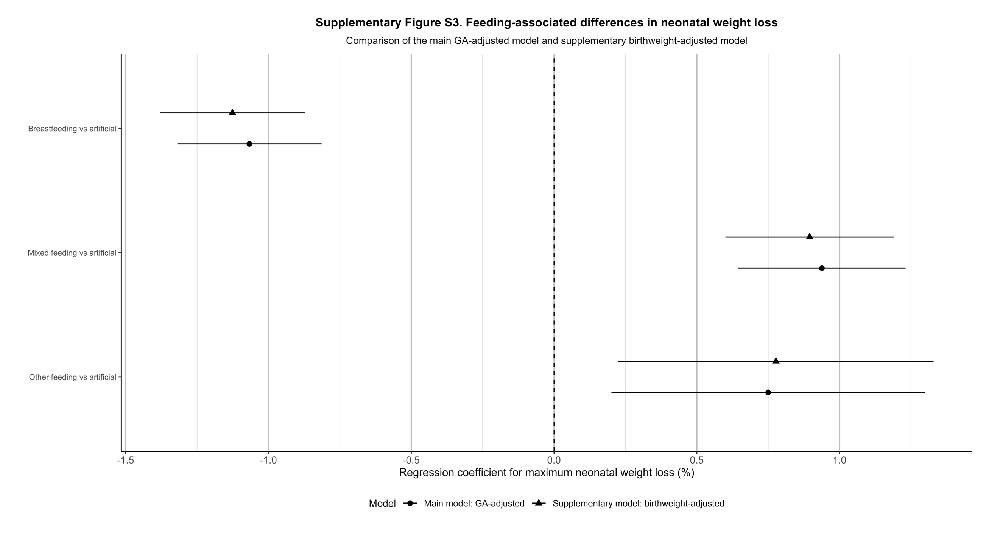 Supplementary Figure S3. Feeding-associated differences in neonatal weight loss
Comparison of the main GA-adjusted model and supplementary birthweight-adjusted model
Breastfeeding vs artificial
Mixed feeding vs artificial
Other feeding vs artificial
-1.5 -1.0 -0.5 0.0 0.5 1.0
Regression coefficient for maximum neonatal weight loss (%)
Model Main model: GA-adjusted Supplementary model: birthweight-adjusted